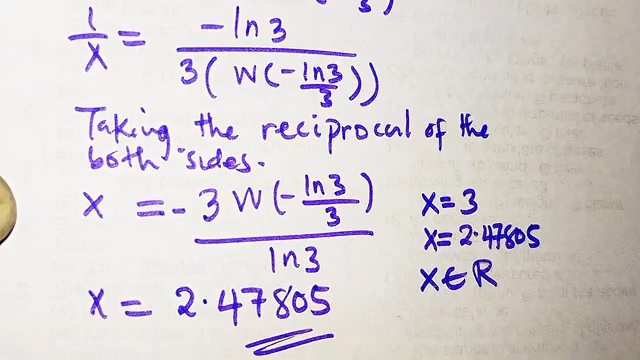 1/x = -ln3 / 3(W(-ln3/3))
Taking the reciprocal of the
both sides.
x = - 3 W(-ln3/3) / ln3
x = 2.47805
x=3
x=2.47805
x∈R